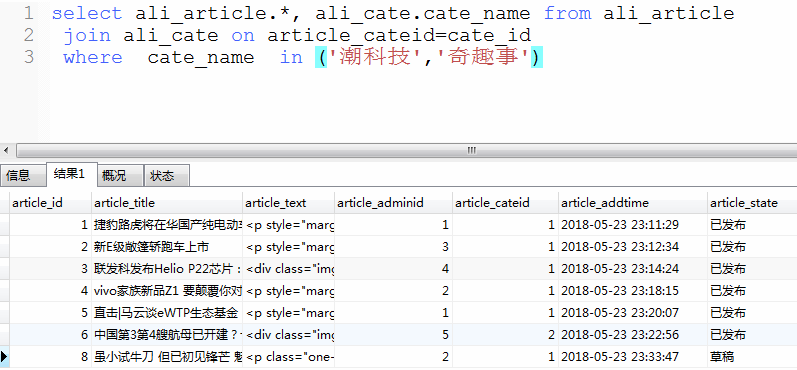 1 select ali_article.*, ali_cate.cate_name from ali_article
2 join ali_cate on article_cateid=cate_id
3 where cate_name in ('潮科技','奇趣事')
信息 结果1 概况 状态
article_id article_title article_text article_adminid article_cateid article_addtime article_state
1 捷豹路虎将在华国产纯电动 <p style="marg 1 1 2018-05-23 23:11:29 已发布
2 新E级敞篷轿跑车上市 <p style="marg 3 1 2018-05-23 23:12:34 已发布
3 联发科发布Helio P22芯片: <div class="img 4 1 2018-05-23 23:14:24 已发布
4 vivo家族新品Z1 要颠覆你对 <p style="marg 2 1 2018-05-23 23:18:15 已发布
5 直击|马云谈eWTP生态基金 <p style="marg 1 1 2018-05-23 23:20:07 已发布
6 中国第3第4艘航母已开建? <div class="img 5 2 2018-05-23 23:22:56 已发布
8 虽小试牛刀 但已初见锋芒 魅 <p class="one- 2 1 2018-05-23 23:33:47 草稿